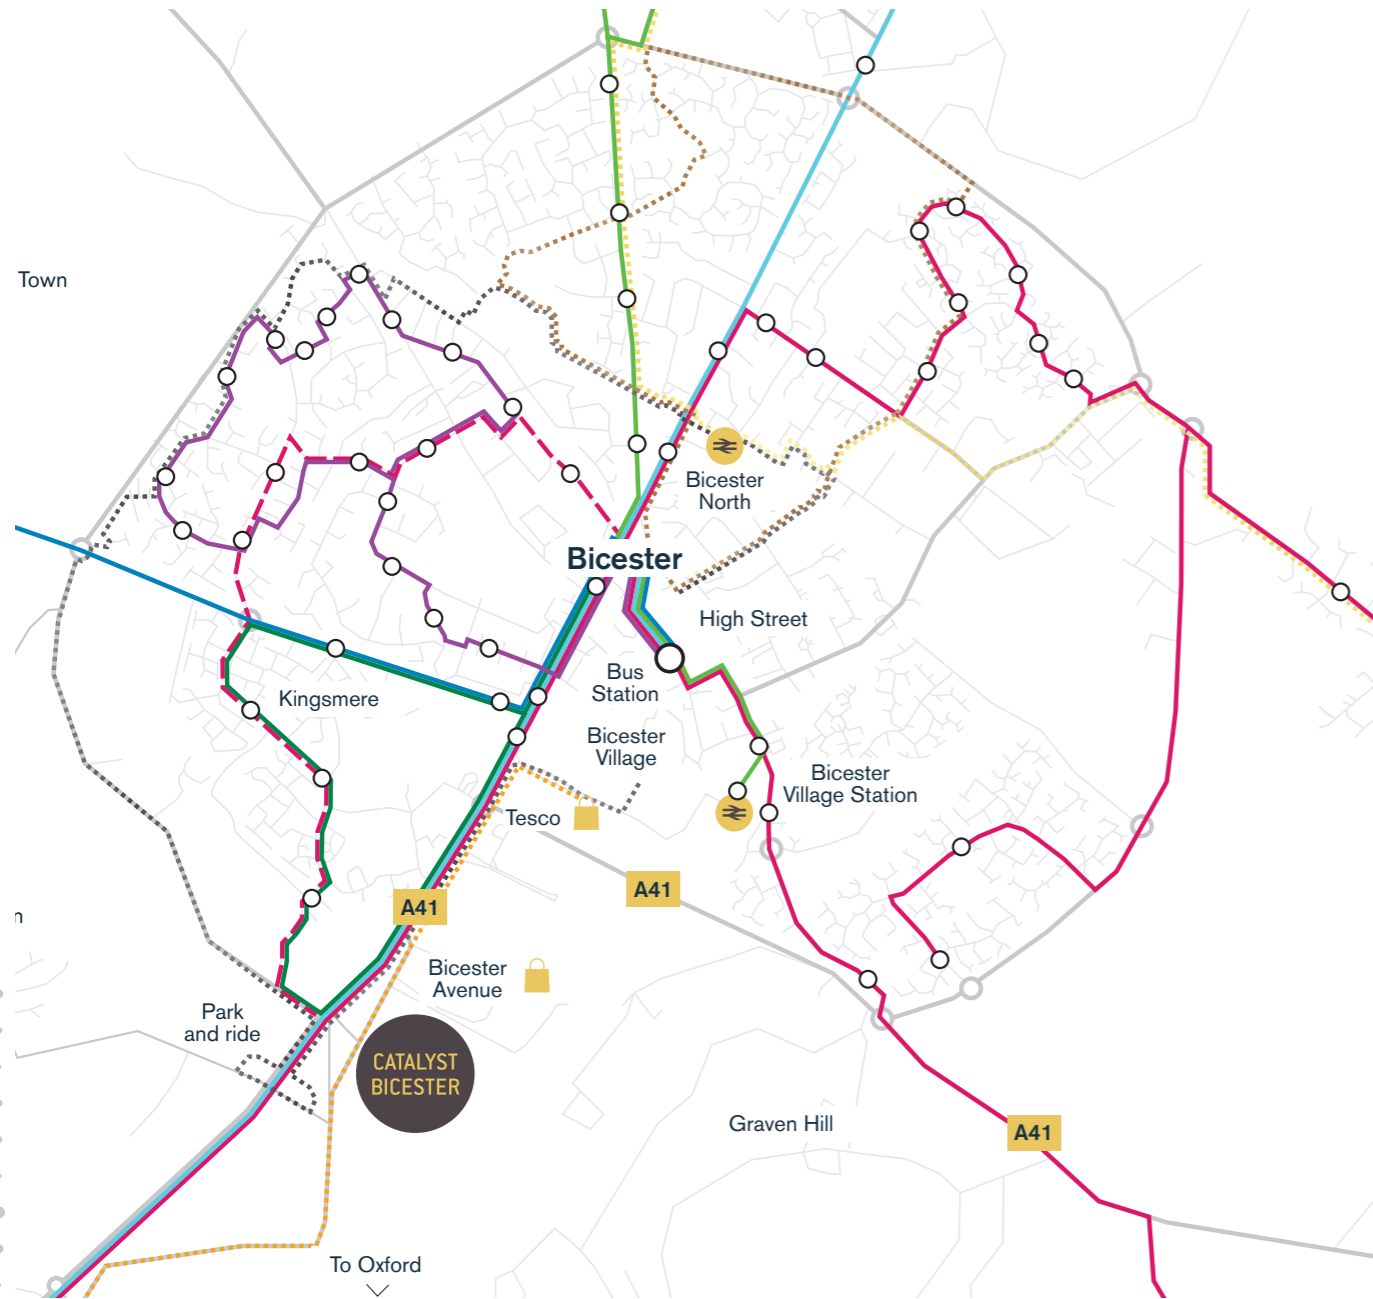 Town
Bicester
North
Bicester
High Street
Bus
Station
Kingsmere
Bicester
Village
Bicester
Village Station
Tesco
A41
A41
n
Bicester
Avenue
Park
and ride
CATALYST
BICESTER
Graven Hill
A41
To Oxford